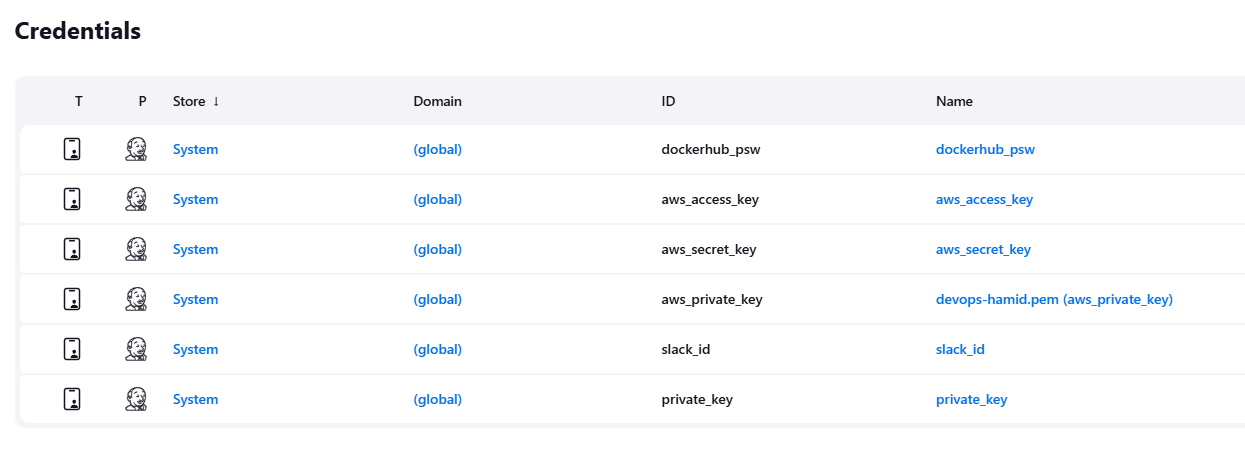 Credentials
T P Store ↓ Domain ID Name
System (global) dockerhub_psw dockerhub_psw
System (global) aws_access_key aws_access_key
System (global) aws_secret_key aws_secret_key
System (global) aws_private_key devops-hamid.pem (aws_private_key)
System (global) slack_id slack_id
System (global) private_key private_key